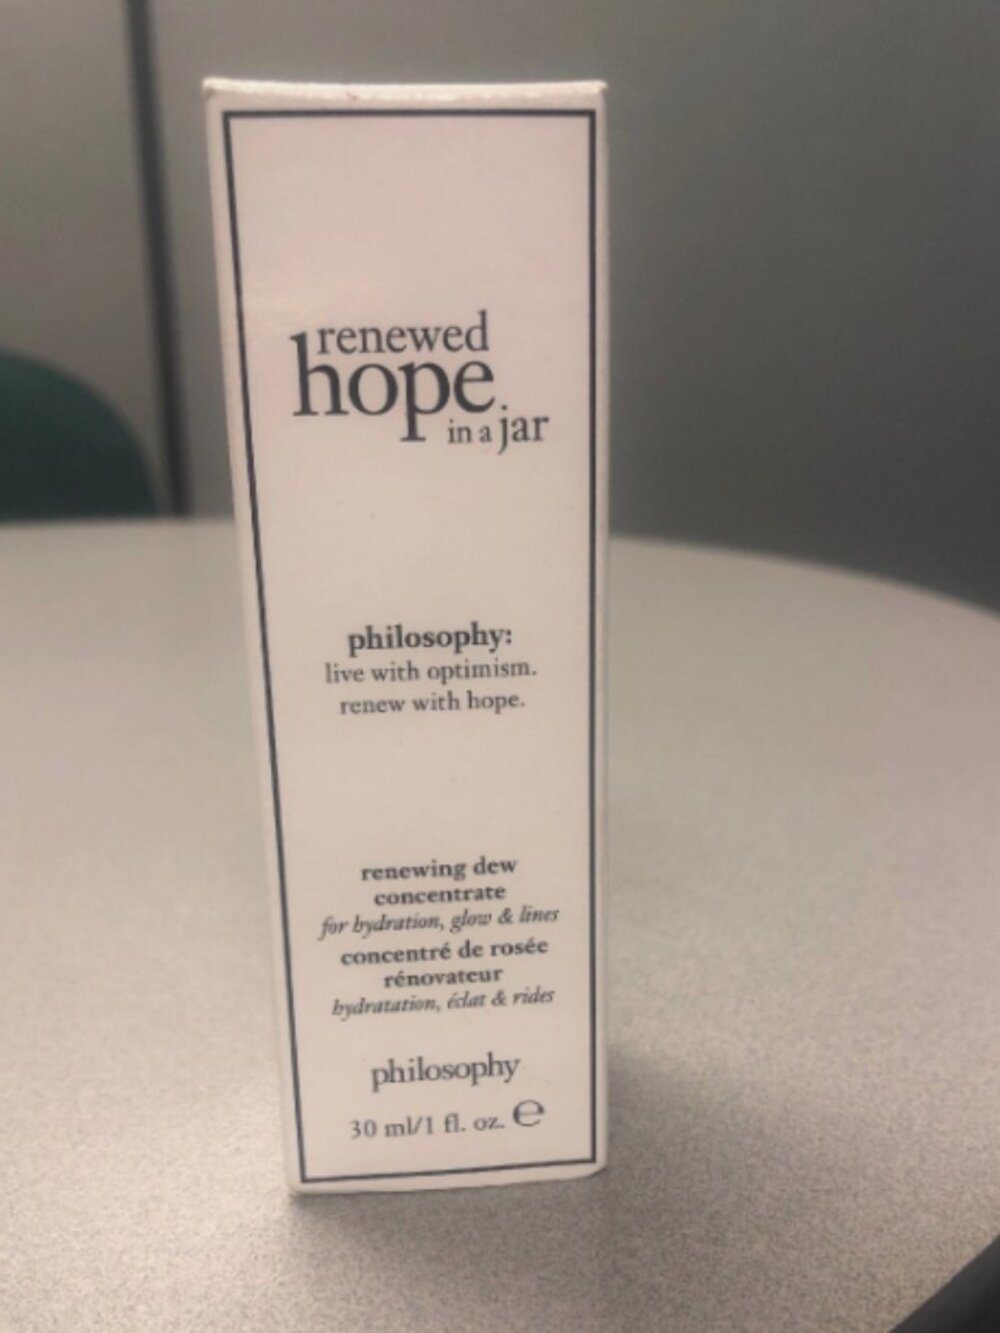 renewed
hope
in a jar
philosophy:
live with optimism.
renew with hope.
renewing dew
concentrate
for hydration, glow & lines
concentré de rosée
rénovateur
hydratation, éclat & rides
philosophy
30 ml/1 fl. oz. ℮